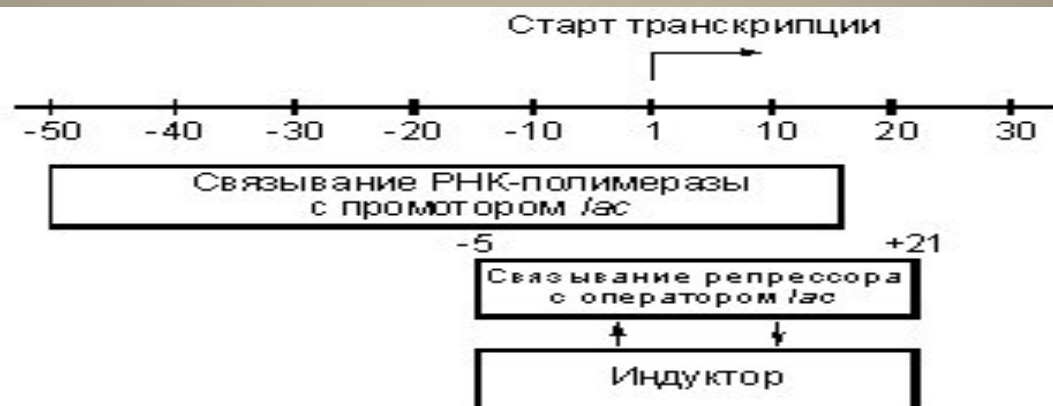 Старт транскрипции
-50 -40 -30 -20 -10 1 10 20 30
Связывание РНК-полимеразы
с промотором lac
-5 +21
Связывание репрессора
с оператором lac
Индуктор